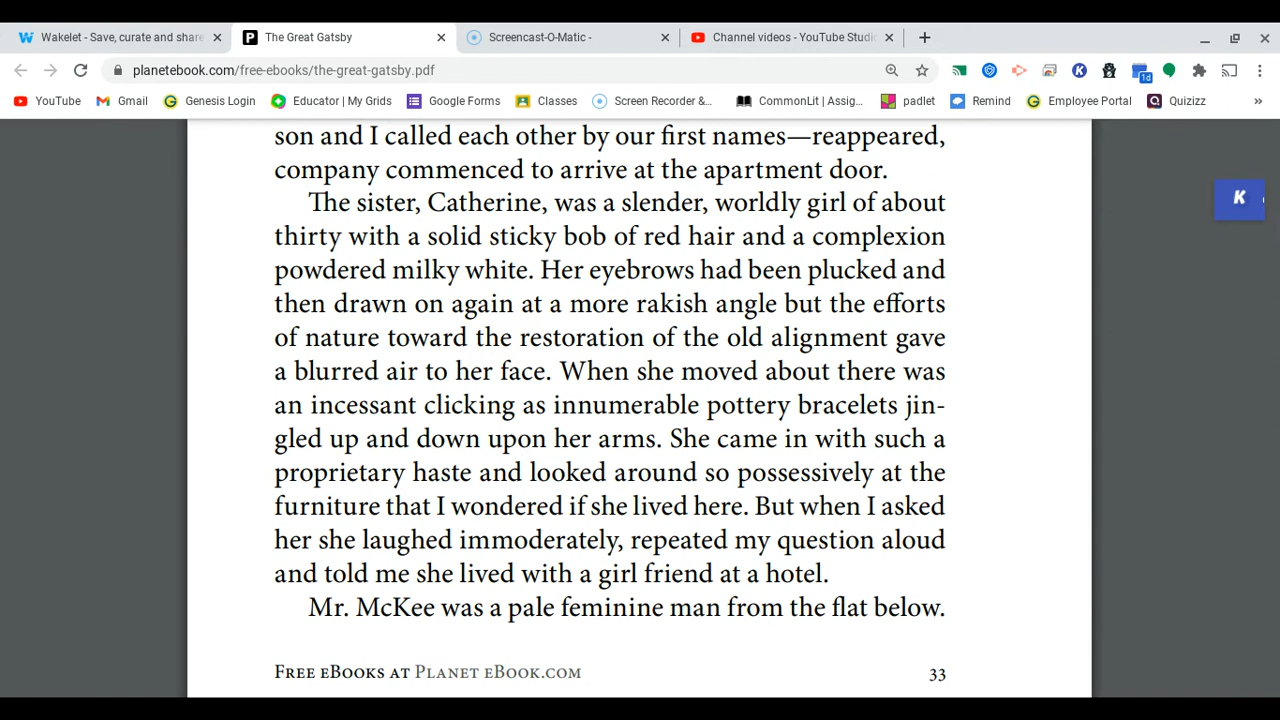 Wakelet - Save, curate and share
The Great Gatsby
Screencast-O-Matic -
Channel videos - YouTube Studi
planetebook.com/free-ebooks/the-great-gatsby.pdf
1d
YouTube
Gmail
Genesis Login
Educator | My Grids
Google Forms
Classes
Screen Recorder &...
CommonLit | Assig...
padlet
Remind
Employee Portal
Quizizz
»
son and I called each other by our first names—reappeared,
company commenced to arrive at the apartment door.
The sister, Catherine, was a slender, worldly girl of about
thirty with a solid sticky bob of red hair and a complexion
powdered milky white. Her eyebrows had been plucked and
then drawn on again at a more rakish angle but the efforts
of nature toward the restoration of the old alignment gave
a blurred air to her face. When she moved about there was
an incessant clicking as innumerable pottery bracelets jin-
gled up and down upon her arms. She came in with such a
proprietary haste and looked around so possessively at the
furniture that I wondered if she lived here. But when I asked
her she laughed immoderately, repeated my question aloud
and told me she lived with a girl friend at a hotel.
Mr. McKee was a pale feminine man from the flat below.
K
Free eBooks at Planet eBook.com
33